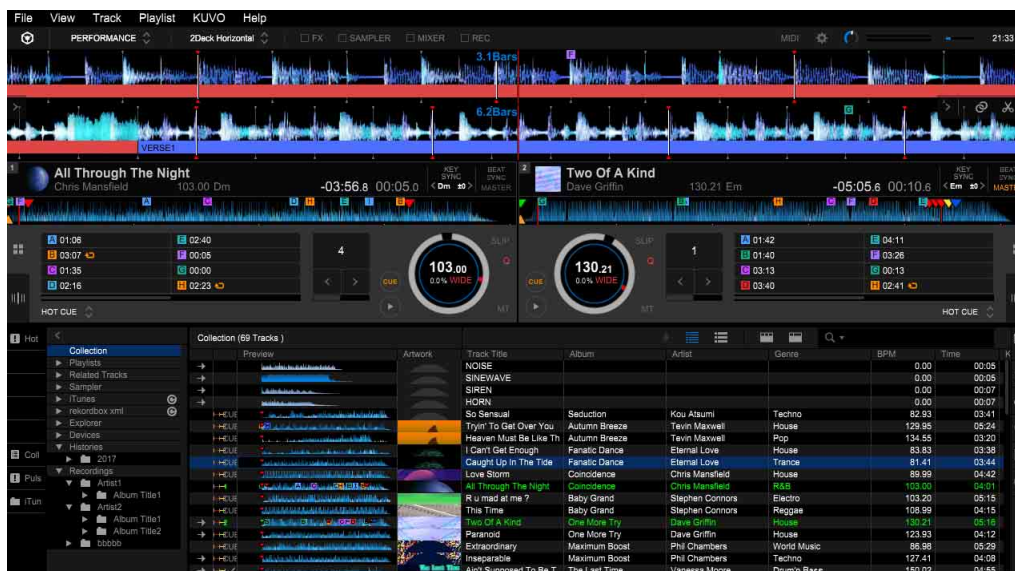 File View Track Playlist KUVO Help
PERFORMANCE 2Deck Horizontal FX SAMPLER MIXER REC MIDI 21:33
3.1Bars F
6.2Bars G
VERSE1
1 All Through The Night KEY SYNC BEAT SYNC
Chris Mansfield 103.00 Dm -03:56.8 00:05.0 Dm ±0 MASTER
2 Two Of A Kind KEY SYNC
Dave Griffin 130.21 Em -05:05.6 00:10.6 Em ±0
A 01:06 E 02:40
B 03:07 F 00:05
C 01:35 G 00:00
D 02:16 H 02:23
4
103.00
0.0% WIDE
SLIP
Q
CUE
MT
HOT CUE
130.21
0.0% WIDE
SLIP
Q
CUE
MT
1
A 01:42 E 04:11
B 01:40 F 03:26
C 03:13 G 00:13
D 03:40 H 02:41
HOT CUE
Hot
Coll
Puls
iTun
Collection
Playlists
Related Tracks
Sampler
iTunes
rekordbox xml
Explorer
Devices
Histories
2017
Recordings
Artist1
Album Title1
Artist2
Album Title1
Album Title2
bbbbb
Collection (69 Tracks )
Preview Artwork Track Title Album Artist Genre BPM Time K
NOISE 0.00 00:05
SINEWAVE 0.00 00:05
SIREN 0.00 00:07
HORN 0.00 00:07
So Sensual Seduction Kou Atsumi Techno 82.93 03:41
Tryin' To Get Over You Autumn Breeze Tevin Maxwell House 129.95 05:24
Heaven Must Be Like Th Autumn Breeze Tevin Maxwell Pop 134.55 03:20
I Can't Get Enough Fanatic Dance Eternal Love House 83.83 03:38
Caught Up In The Tide Fanatic Dance Eternal Love Trance 81.41 03:44
Love Storm Coincidence Chris Mansfield House 89.99 04:42
All Through The Night Coincidence Chris Mansfield R&B 103.00 04:01
R u mad at me ? Baby Grand Stephen Connors Electro 103.20 05:15
This Time Baby Grand Stephen Connors Reggae 108.99 04:15
Two Of A Kind One More Try Dave Griffin House 130.21 05:16
Paranoid One More Try Dave Griffin House 123.93 04:12
Extraordinary Maximum Boost Phil Chambers World Music 86.98 05:29
Inseparable Maximum Boost Phil Chambers Techno 127.41 04:08
Ain't Supposed To Be T The Last Time Vanessa Moore Drum'n Bass 150.02 04:55